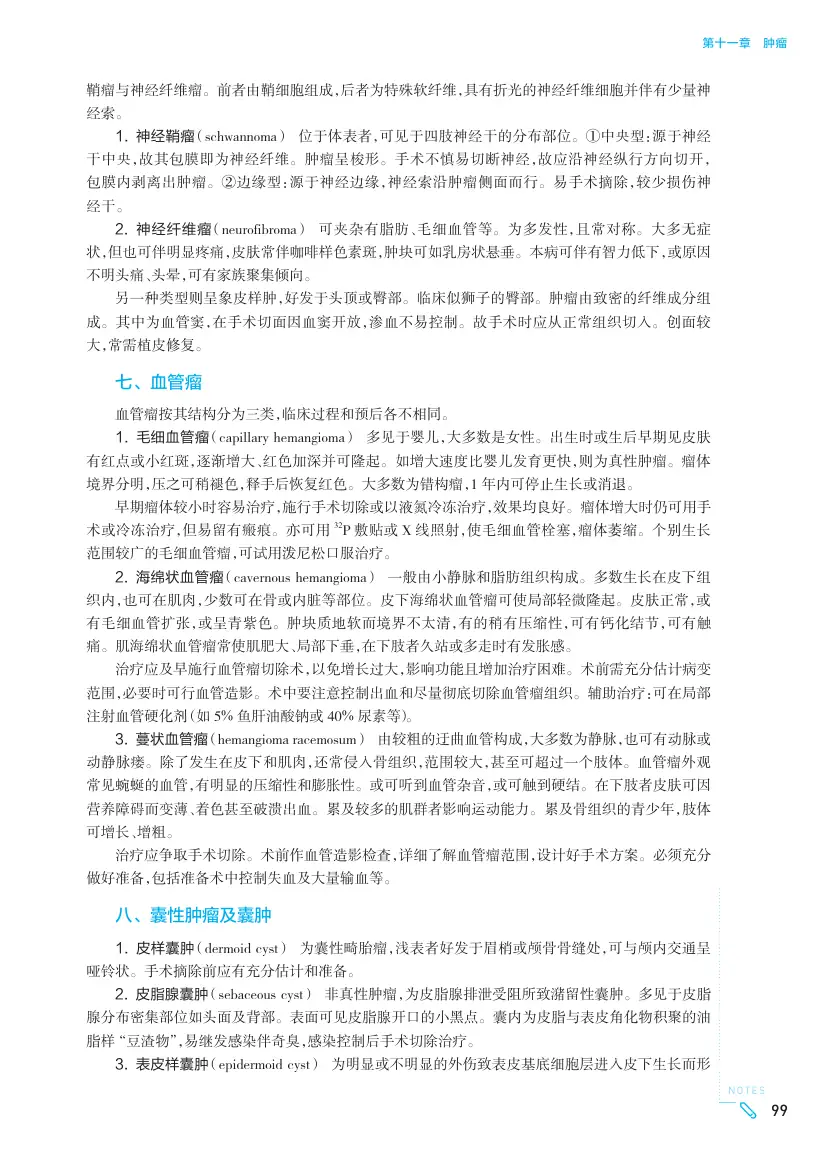 第十一章 肿瘤
鞘瘤与神经纤维瘤。前者由鞘细胞组成,后者为特殊软纤维,具有折光的神经纤维细胞并伴有少量神
经索。
1. 神经鞘瘤(schwannoma) 位于体表者,可见于四肢神经干的分布部位。①中央型:源于神经
干中央,故其包膜即为神经纤维。肿瘤呈梭形。手术不慎易切断神经,故应沿神经纵行方向切开,
包膜内剥离出肿瘤。②边缘型:源于神经边缘,神经索沿肿瘤侧面而行。易手术摘除,较少损伤神
经干。
2. 神经纤维瘤(neurofibroma) 可夹杂有脂肪、毛细血管等。为多发性,且常对称。大多无症
状,但也可伴明显疼痛,皮肤常伴咖啡样色素斑,肿块可如乳房状悬垂。本病可伴有智力低下,或原因
不明头痛、头晕,可有家族聚集倾向。
另一种类型则呈象皮样肿,好发于头顶或臀部。临床似狮子的臀部。肿瘤由致密的纤维成分组
成。其中为血管窦,在手术切面因血窦开放,渗血不易控制。故手术时应从正常组织切入。创面较
大,常需植皮修复。
七、血管瘤
血管瘤按其结构分为三类,临床过程和预后各不相同。
1. 毛细血管瘤(capillary hemangioma) 多见于婴儿,大多数是女性。出生时或生后早期见皮肤
有红点或小红斑,逐渐增大、红色加深并可隆起。如增大速度比婴儿发育更快,则为真性肿瘤。瘤体
境界分明,压之可稍褪色,释手后恢复红色。大多数为错构瘤,1 年内可停止生长或消退。
早期瘤体较小时容易治疗,施行手术切除或以液氮冷冻治疗,效果均良好。瘤体增大时仍可用手
术或冷冻治疗,但易留有瘢痕。亦可用 ³²P 敷贴或 X 线照射,使毛细血管栓塞,瘤体萎缩。个别生长
范围较广的毛细血管瘤,可试用泼尼松口服治疗。
2. 海绵状血管瘤(cavernous hemangioma) 一般由小静脉和脂肪组织构成。多数生长在皮下组
织内,也可在肌肉,少数可在骨或内脏等部位。皮下海绵状血管瘤可使局部轻微隆起。皮肤正常,或
有毛细血管扩张,或呈青紫色。肿块质地软而境界不太清,有的稍有压缩性,可有钙化结节,可有触
痛。肌海绵状血管瘤常使肌肥大、局部下垂,在下肢者久站或多走时有发胀感。
治疗应及早施行血管瘤切除术,以免增长过大,影响功能且增加治疗困难。术前需充分估计病变
范围,必要时可行血管造影。术中要注意控制出血和尽量彻底切除血管瘤组织。辅助治疗:可在局部
注射血管硬化剂(如 5% 鱼肝油酸钠或 40% 尿素等)。
3. 蔓状血管瘤(hemangioma racemosum) 由较粗的迂曲血管构成,大多数为静脉,也可有动脉或
动静脉瘘。除了发生在皮下和肌肉,还常侵入骨组织,范围较大,甚至可超过一个肢体。血管瘤外观
常见蜿蜒的血管,有明显的压缩性和膨胀性。或可听到血管杂音,或可触到硬结。在下肢者皮肤可因
营养障碍而变薄、着色甚至破溃出血。累及较多的肌群者影响运动能力。累及骨组织的青少年,肢体
可增长、增粗。
治疗应争取手术切除。术前作血管造影检查,详细了解血管瘤范围,设计好手术方案。必须充分
做好准备,包括准备术中控制失血及大量输血等。
八、囊性肿瘤及囊肿
1. 皮样囊肿(dermoid cyst) 为囊性畸胎瘤,浅表者好发于眉梢或颅骨骨缝处,可与颅内交通呈
哑铃状。手术摘除前应有充分估计和准备。
2. 皮脂腺囊肿(sebaceous cyst) 非真性肿瘤,为皮脂腺排泄受阻所致潴留性囊肿。多见于皮脂
腺分布密集部位如头面及背部。表面可见皮脂腺开口的小黑点。囊内为皮脂与表皮角化物积聚的油
脂样“豆渣物”,易继发感染伴奇臭,感染控制后手术切除治疗。
3. 表皮样囊肿(epidermoid cyst) 为明显或不明显的外伤致表皮基底细胞层进入皮下生长而形
NOTES
99